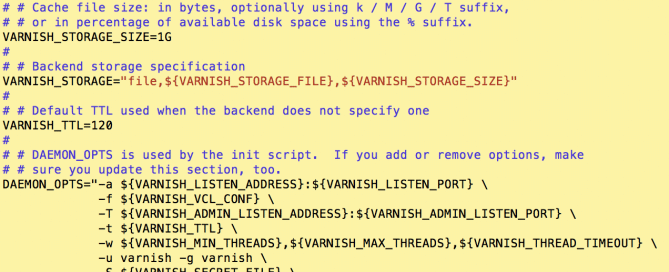 # # Cache file size: in bytes, optionally using k / M / G / T suffix,
# # or in percentage of available disk space using the % suffix.
VARNISH_STORAGE_SIZE=1G
#
# # Backend storage specification
VARNISH_STORAGE="file,${VARNISH_STORAGE_FILE},${VARNISH_STORAGE_SIZE}"
#
# # Default TTL used when the backend does not specify one
VARNISH_TTL=120
#
# # DAEMON_OPTS is used by the init script.  If you add or remove options, make
# # sure you update this section, too.
DAEMON_OPTS="-a ${VARNISH_LISTEN_ADDRESS}:${VARNISH_LISTEN_PORT} \
             -f ${VARNISH_VCL_CONF} \
             -T ${VARNISH_ADMIN_LISTEN_ADDRESS}:${VARNISH_ADMIN_LISTEN_PORT} \
             -t ${VARNISH_TTL} \
             -w ${VARNISH_MIN_THREADS},${VARNISH_MAX_THREADS},${VARNISH_THREAD_TIMEOUT} \
             -u varnish -g varnish \
             -S ${VARNISH_SECRET_FILE} \